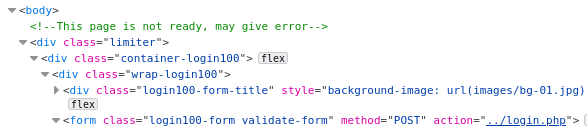 <body>
<!--This page is not ready, may give error-->
<div class="limiter">
<div class="container-login100"> flex
<div class="wrap-login100">
<div class="login100-form-title" style="background-image: url(images/bg-01.jpg)
flex
<form class="login100-form validate-form" method="POST" action="../login.php">